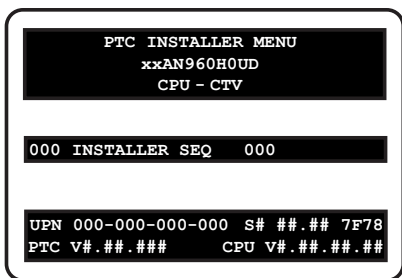 PTC INSTALLER MENU
xxAN960H0UD
CPU – CTV
000 INSTALLER SEQ 000
UPN 000-000-000-000 S# ##.## 7F78
PTC V#.##.### CPU V#.##.##.##